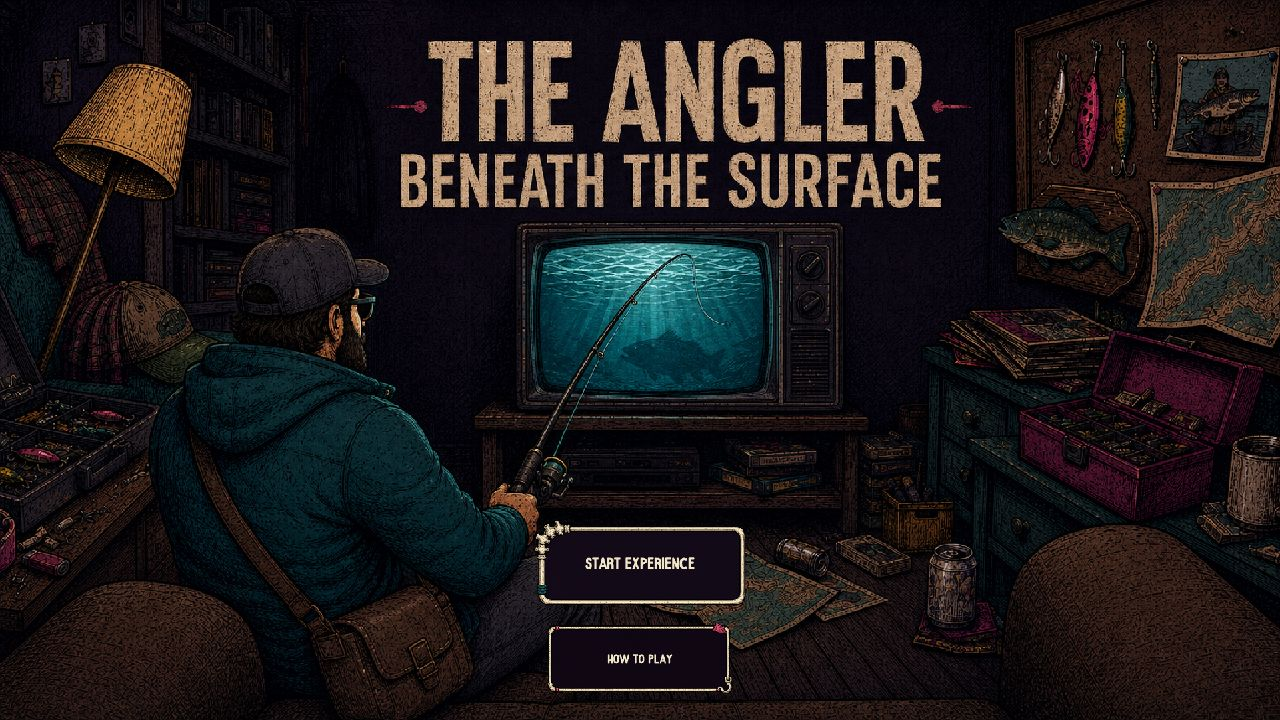 THE ANGLER
BENEATH THE SURFACE
START EXPERIENCE
HOW TO PLAY